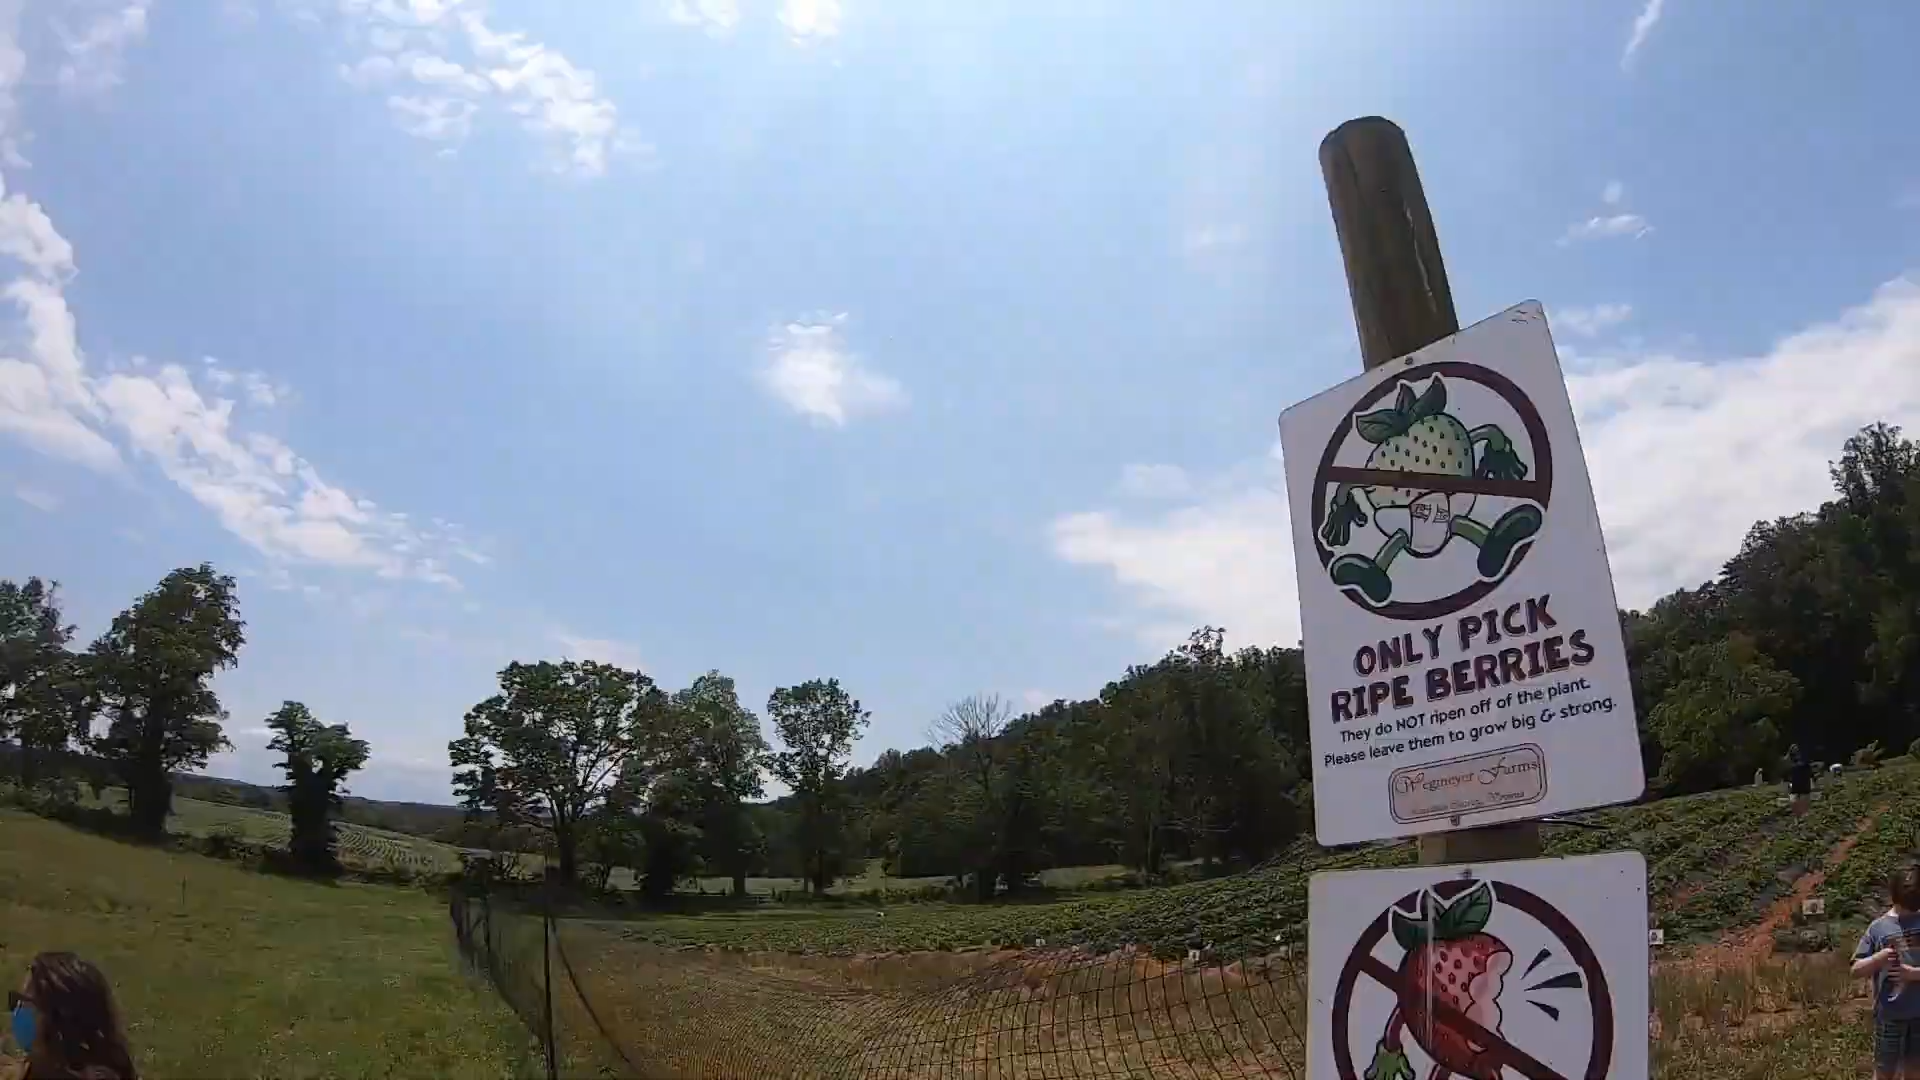 ONLY PICK
RIPE BERRIES
They do NOT ripen off of the plant.
Please leave them to grow big & strong.
Wegmeyer Farms